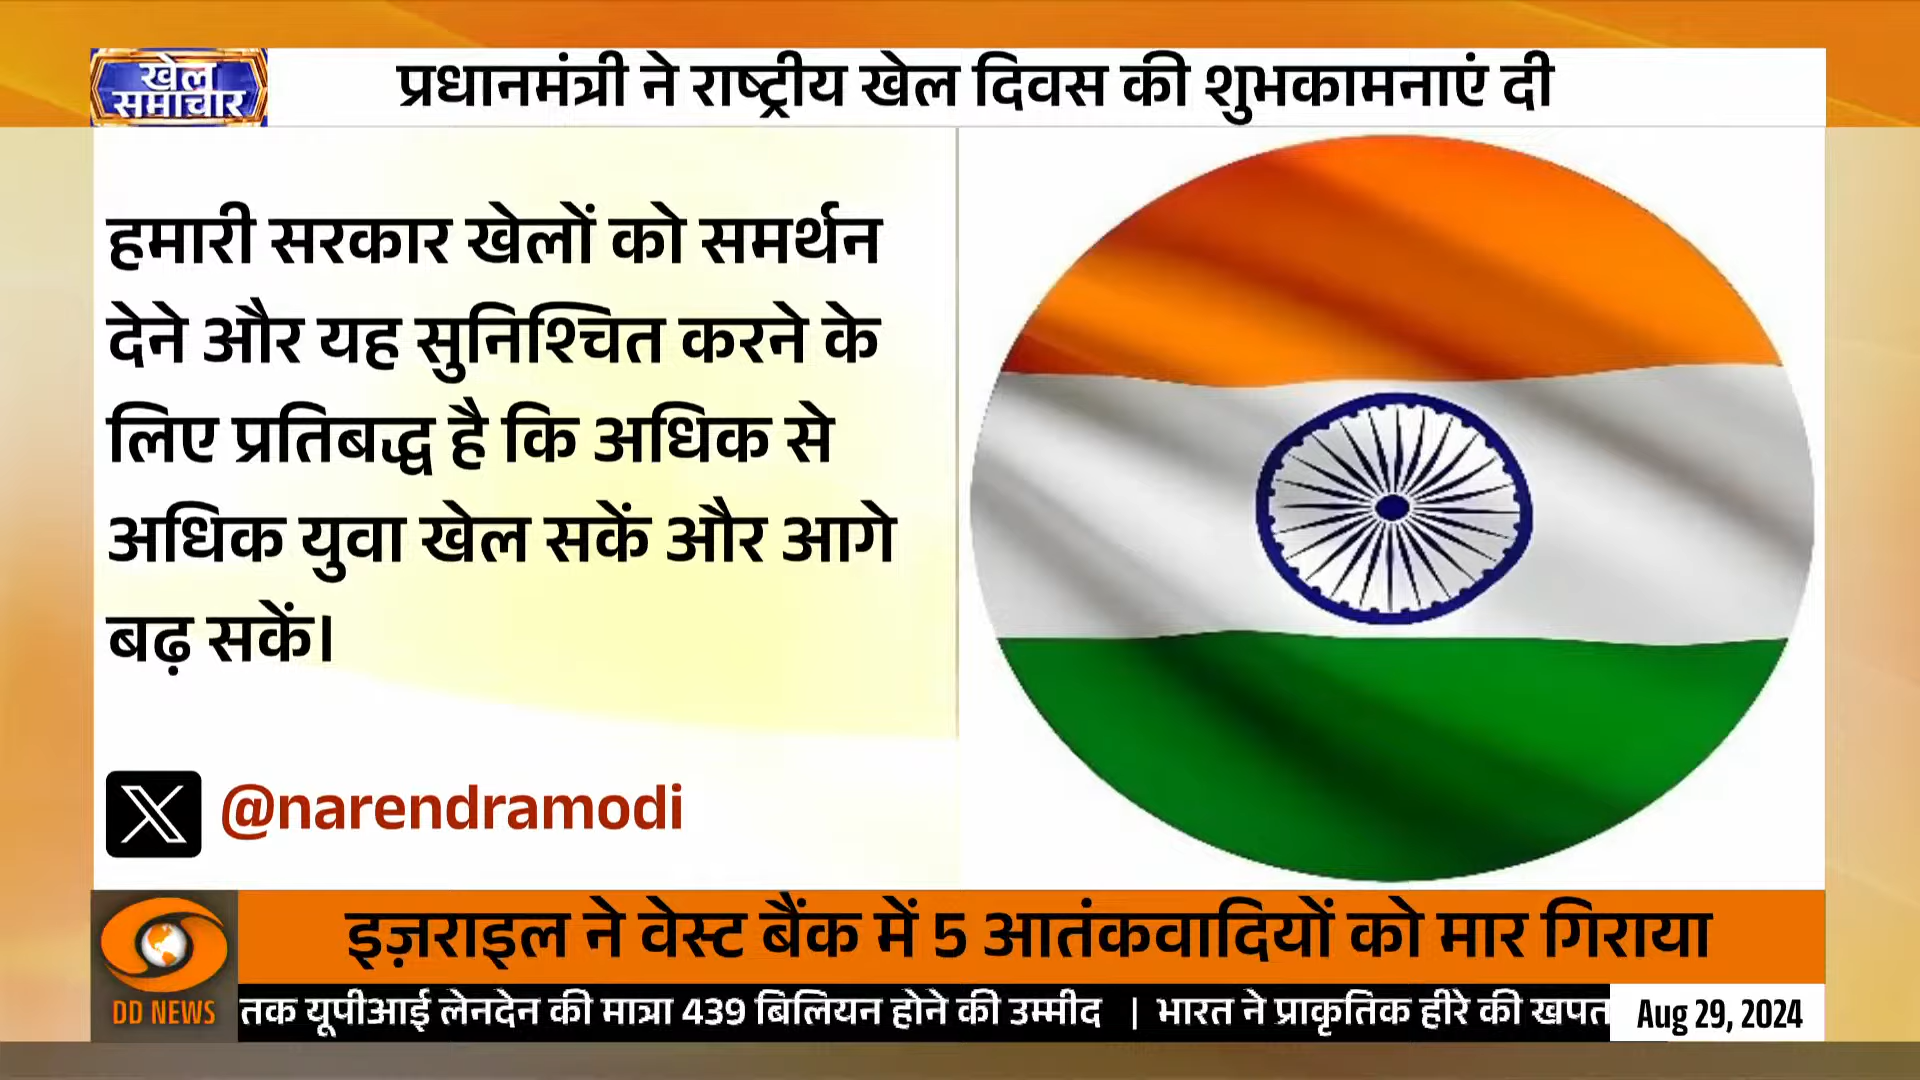 खेल
समाचार
प्रधानमंत्री ने राष्ट्रीय खेल दिवस की शुभकामनाएं दी
हमारी सरकार खेलों को समर्थन
देने और यह सुनिश्चित करने के
लिए प्रतिबद्ध है कि अधिक से
अधिक युवा खेल सकें और आगे
बढ़ सकें।
@narendramodi
इज़राइल ने वेस्ट बैंक में 5 आतंकवादियों को मार गिराया
DD NEWS
तक यूपीआई लेनदेन की मात्रा 439 बिलियन होने की उम्मीद | भारत ने प्राकृतिक हीरे की खपत
Aug 29, 2024